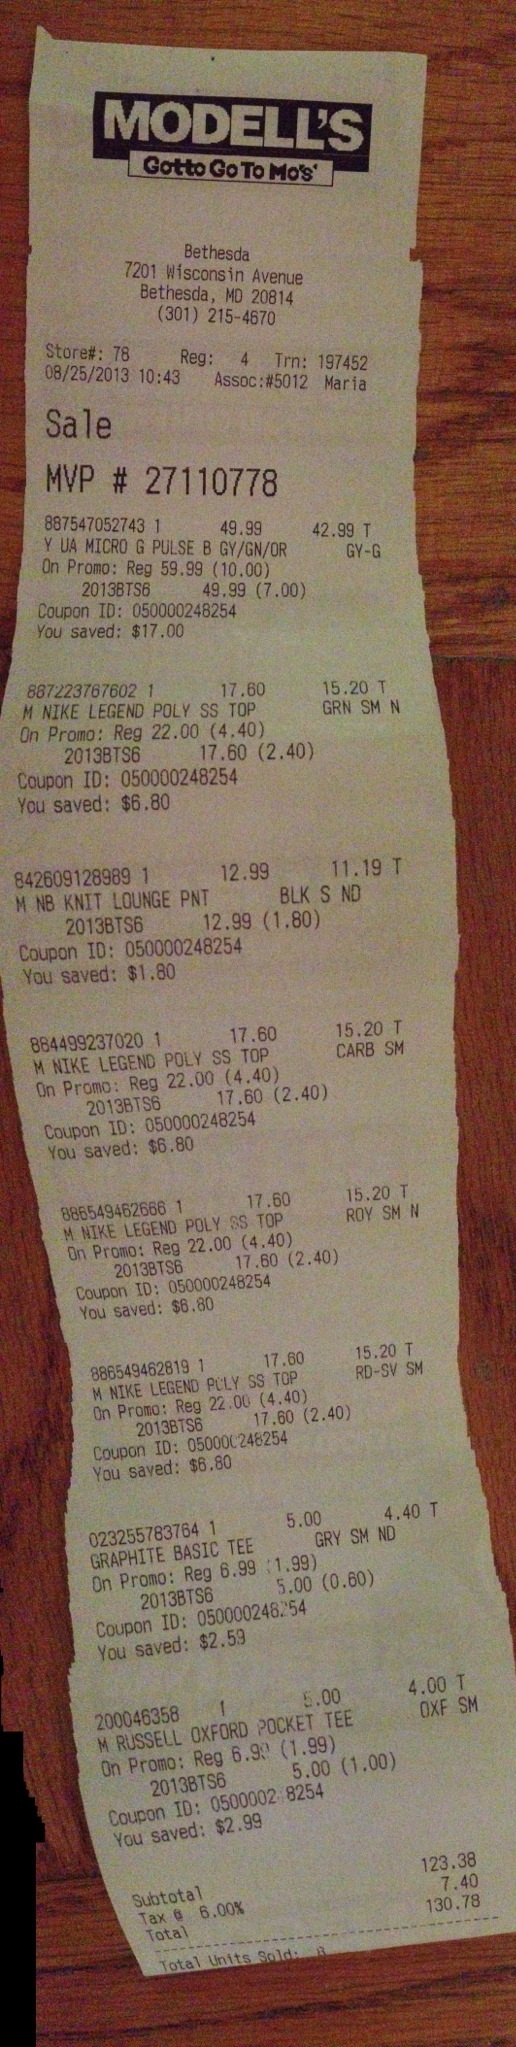 MODELL'S
Gotta Go To Mo's
Bethesda
7201 Wisconsin Avenue
Bethesda, MD 20814
(301) 215-4670
Store#: 78 Reg: 4 Trn: 197452
08/25/2013 10:43 Assoc:#5012 Maria
Sale
MVP # 27110778
887547052743 1 49.99 42.99 T
Y UA MICRO G PULSE B GY/GN/OR GY-G
On Promo: Reg 59.99 (10.00)
2013BTS6 49.99 (7.00)
Coupon ID: 050000248254
You saved: $17.00
887223767602 1 17.60 15.20 T
M NIKE LEGEND POLY SS TOP GRN SM N
On Promo: Reg 22.00 (4.40)
2013BTS6 17.60 (2.40)
Coupon ID: 050000248254
You saved: $6.80
842609128989 1 12.99 11.19 T
M NB KNIT LOUNGE PNT BLK S ND
2013BTS6 12.99 (1.80)
Coupon ID: 050000248254
You saved: $1.80
884499237020 1 17.60 15.20 T
M NIKE LEGEND POLY SS TOP CARB SM
On Promo: Reg 22.00 (4.40)
2013BTS6 17.60 (2.40)
Coupon ID: 050000248254
You saved: $6.80
886549462666 1 17.60 15.20 T
M NIKE LEGEND POLY SS TOP ROY SM N
On Promo: Reg 22.00 (4.40)
2013BTS6 17.60 (2.40)
Coupon ID: 050000248254
You saved: $6.80
886549462819 1 17.60 15.20 T
M NIKE LEGEND POLY SS TOP RD-SV SM
On Promo: Reg 22.00 (4.40)
2013BTS6 17.60 (2.40)
Coupon ID: 050000248254
You saved: $6.80
023255783764 1 5.00 4.40 T
GRAPHITE BASIC TEE GRY SM ND
On Promo: Reg 6.99 (1.99)
2013BTS6 5.00 (0.60)
Coupon ID: 050000248254
You saved: $2.59
200046358 1 5.00 4.00 T
M RUSSELL OXFORD POCKET TEE OXF SM
On Promo: Reg 6.99 (1.99)
2013BTS6 5.00 (1.00)
Coupon ID: 0500002 8254
You saved: $2.99
Subtotal 123.38
Tax @ 6.00% 7.40
Total 130.78
Total Units Sold: 8